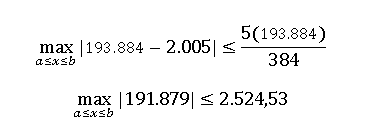 max a≤x≤b |193.884 − 2.005| ≤ 5(193.884)/384
max a≤x≤b |191.879| ≤ 2.524,53